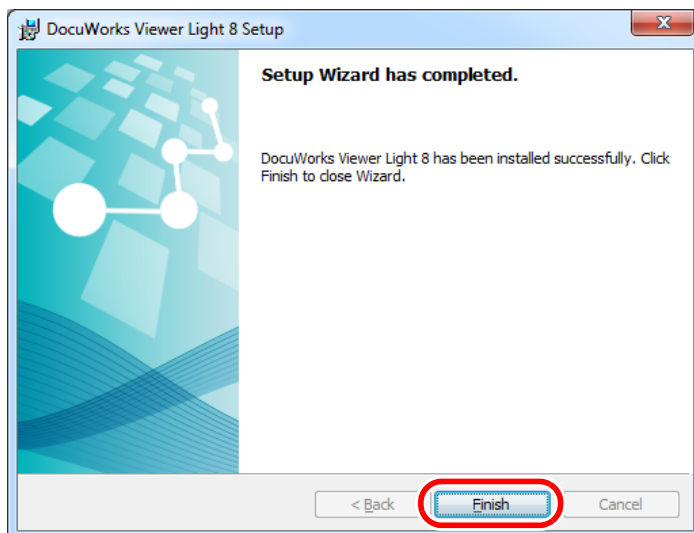 DocuWorks Viewer Light 8 Setup
Setup Wizard has completed.
DocuWorks Viewer Light 8 has been installed successfully. Click
Finish to close Wizard.
< Back
Finish
Cancel